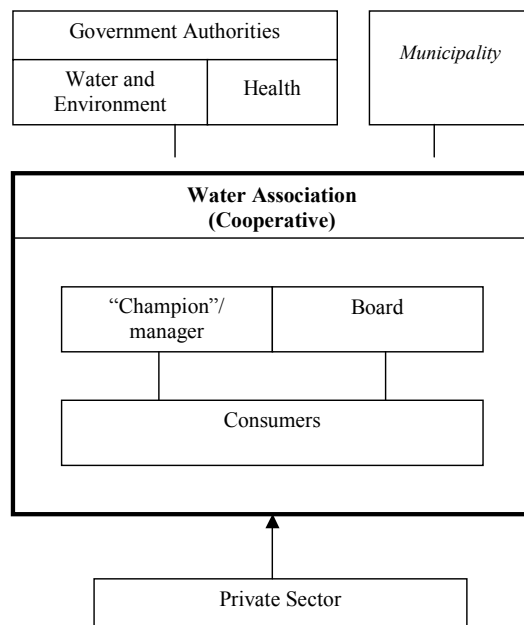 Government Authorities
Municipality
Water and
Environment
Health
Water Association
(Cooperative)
“Champion”/
manager
Board
Consumers
Private Sector